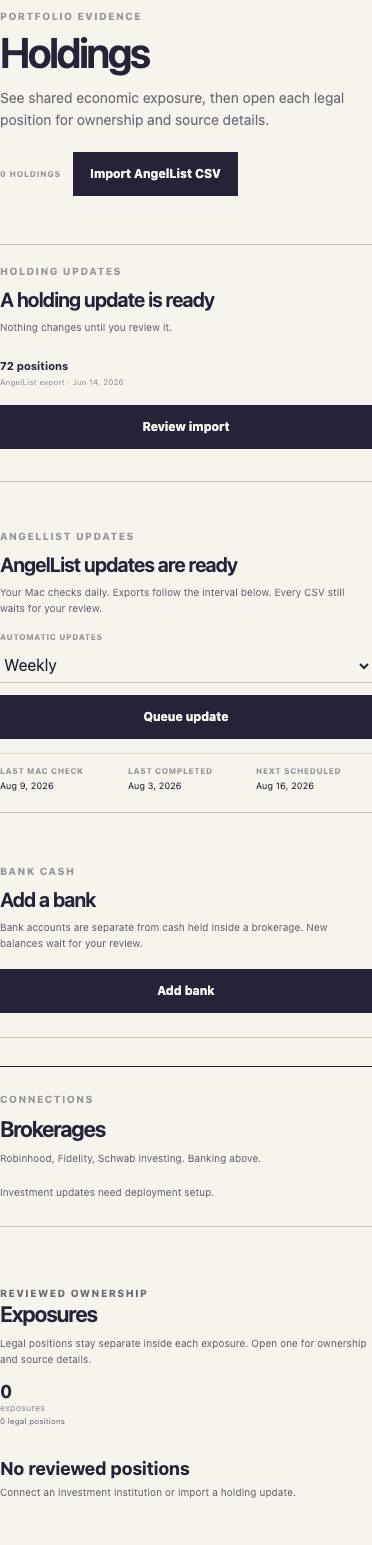 PORTFOLIO EVIDENCE
Holdings
See shared economic exposure, then open each legal
position for ownership and source details.
0 HOLDINGS
Import AngelList CSV
HOLDING UPDATES
A holding update is ready
Nothing changes until you review it.
72 positions
AngelList export · Jun 14, 2026
Review import
ANGELLIST UPDATES
AngelList updates are ready
Your Mac checks daily. Exports follow the interval below. Every CSV still
waits for your review.
AUTOMATIC UPDATES
Weekly
Queue update
LAST MAC CHECK
Aug 9, 2026
LAST COMPLETED
Aug 3, 2026
NEXT SCHEDULED
Aug 16, 2026
BANK CASH
Add a bank
Bank accounts are separate from cash held inside a brokerage. New
balances wait for your review.
Add bank
CONNECTIONS
Brokerages
Robinhood, Fidelity, Schwab investing. Banking above.
Investment updates need deployment setup.
REVIEWED OWNERSHIP
Exposures
Legal positions stay separate inside each exposure. Open one for ownership
and source details.
0
exposures
0 legal positions
No reviewed positions
Connect an investment institution or import a holding update.